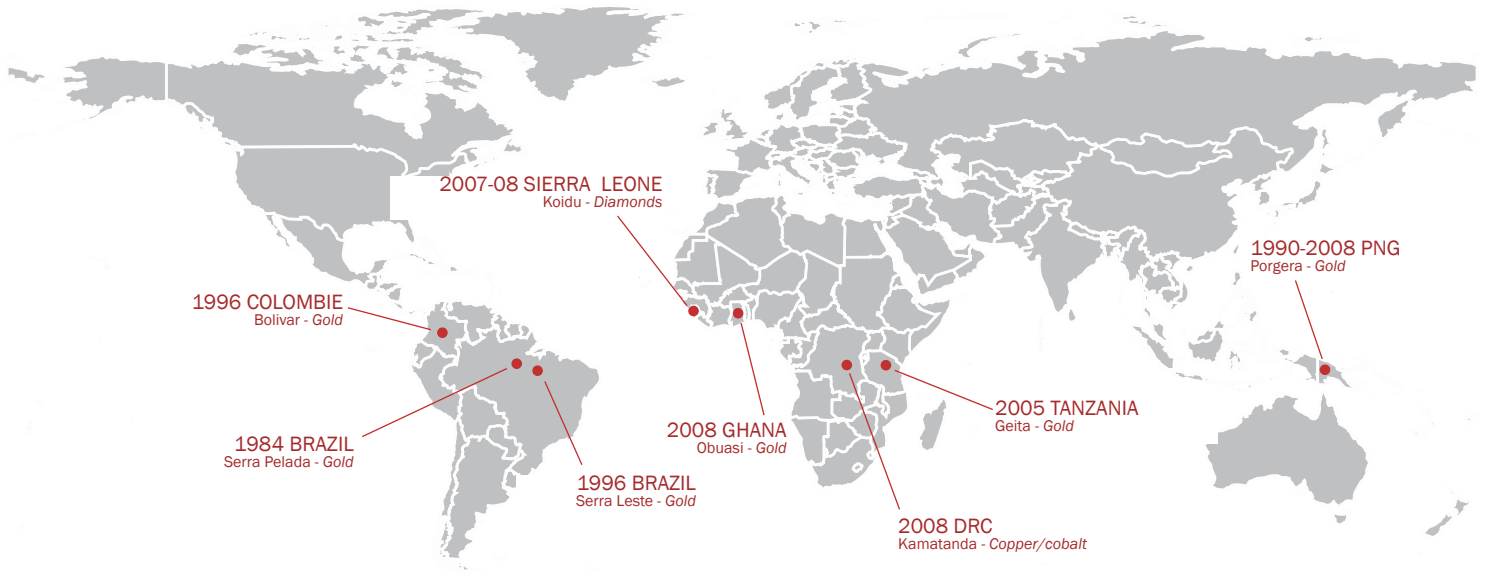 2007-08 SIERRA LEONE
Koidu - Diamonds
1990-2008 PNG
Porgera - Gold
1996 COLOMBIE
Bolivar - Gold
2005 TANZANIA
Geita - Gold
2008 GHANA
Obuasi - Gold
1984 BRAZIL
Serra Pelada - Gold
1996 BRAZIL
Serra Leste - Gold
2008 DRC
Kamatanda - Copper/cobalt